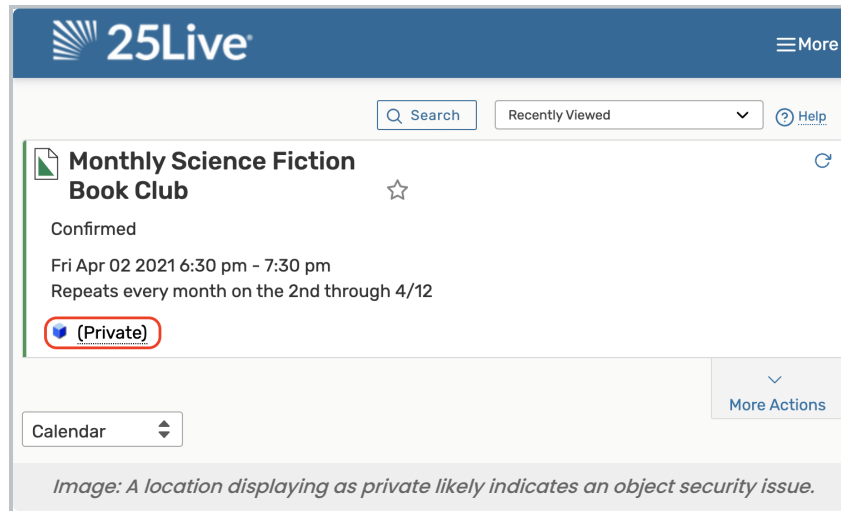 25Live®
More
Search
Recently Viewed
Help
Monthly Science Fiction
Book Club
Confirmed
Fri Apr 02 2021 6:30 pm - 7:30 pm
Repeats every month on the 2nd through 4/12
(Private)
More Actions
Calendar
Image: A location displaying as private likely indicates an object security issue.